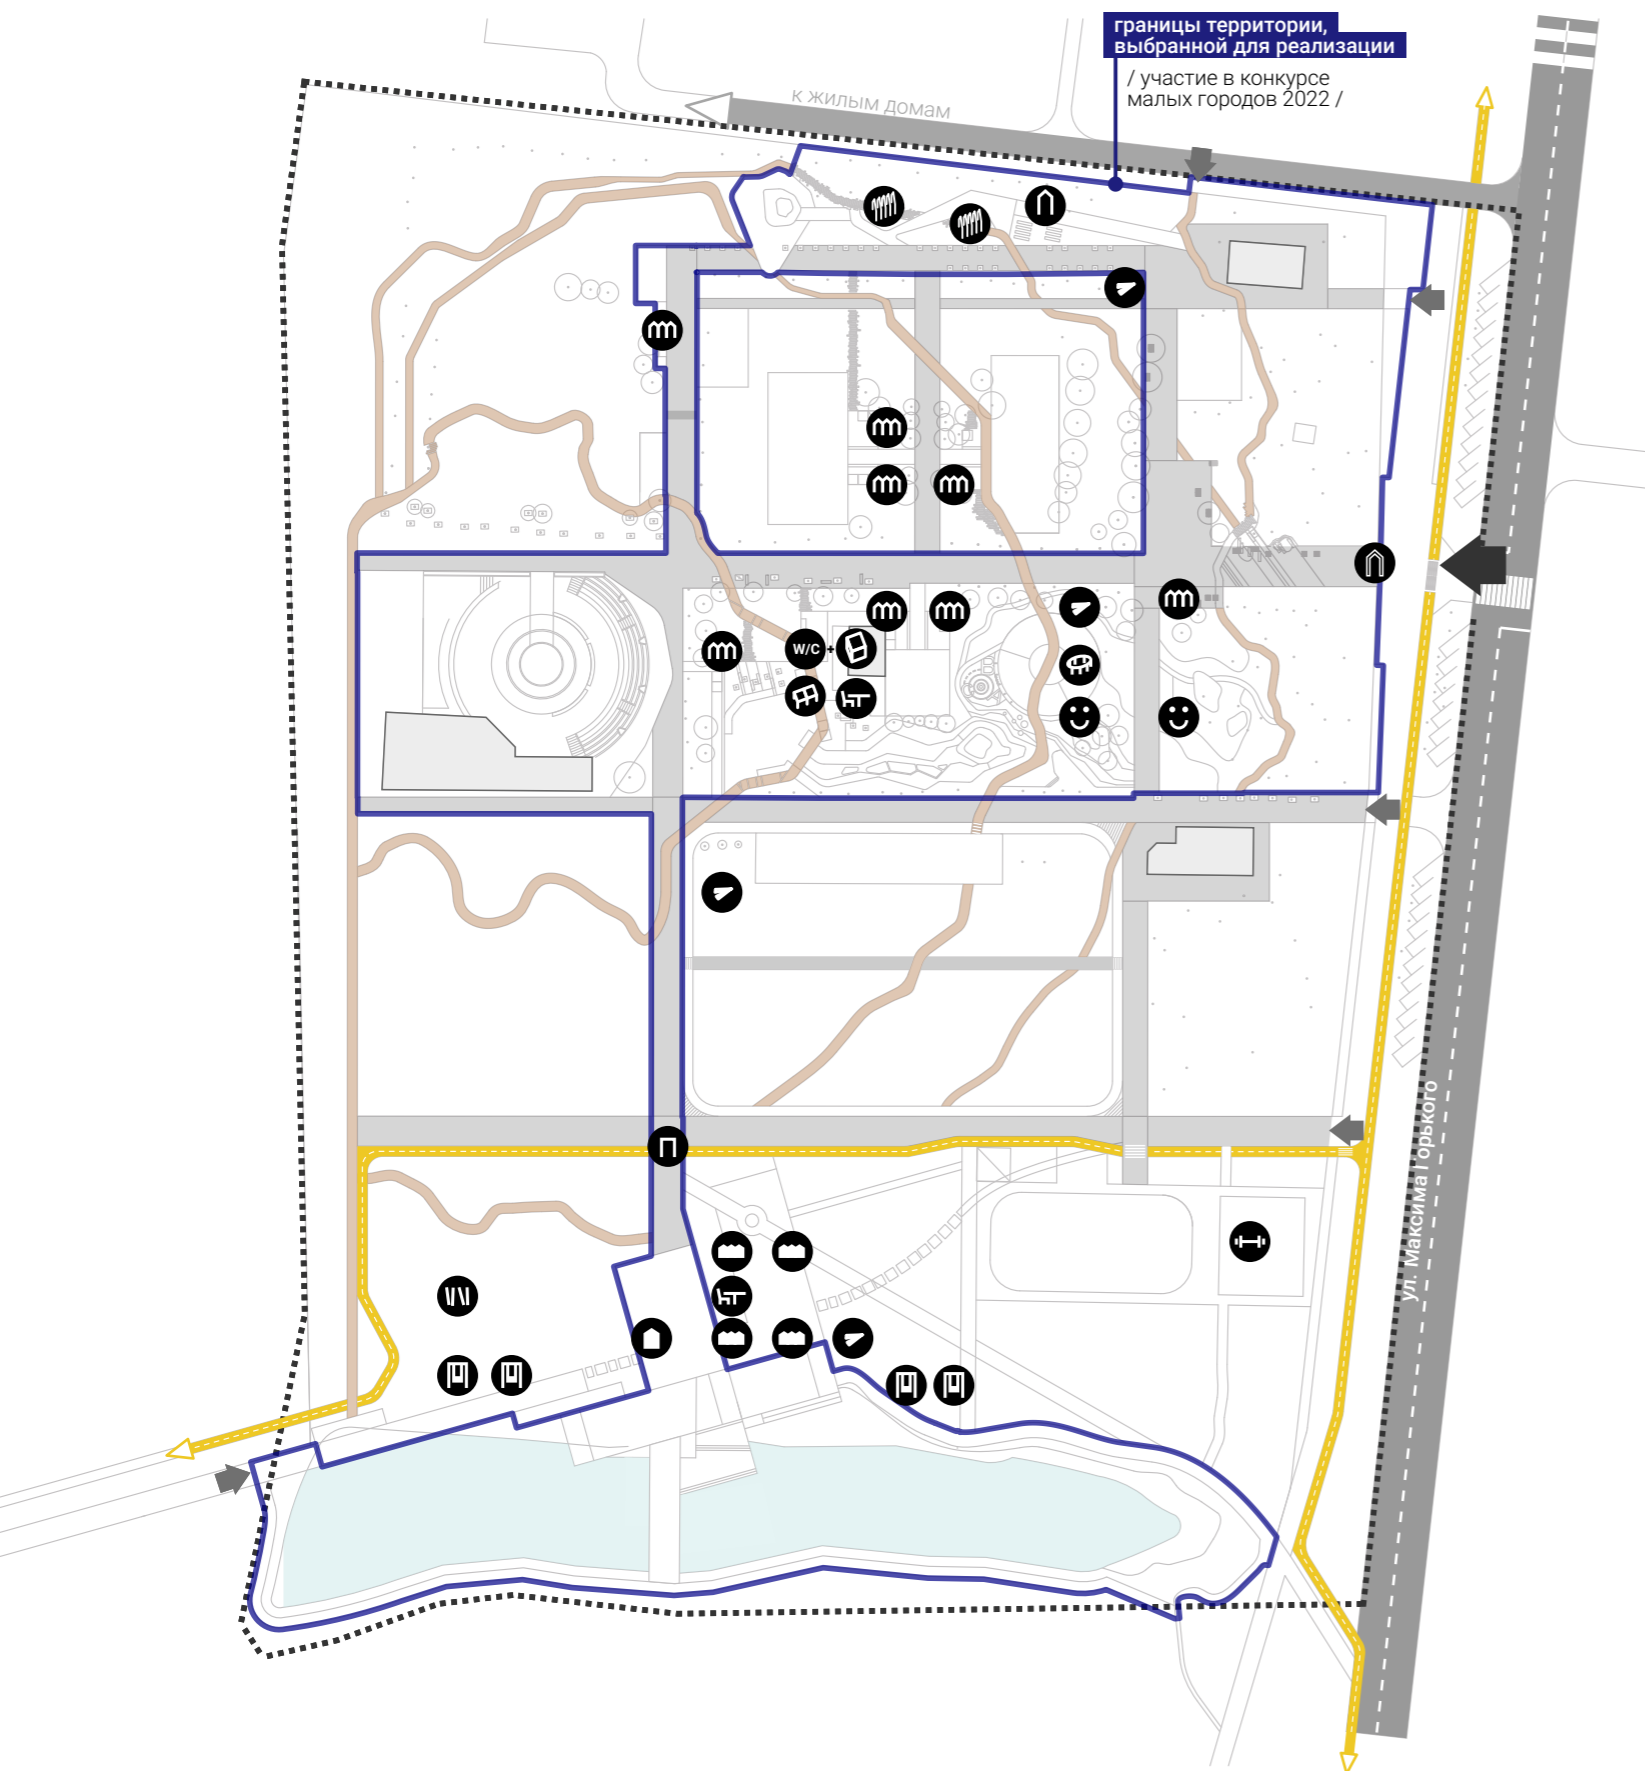 границы территории,
выбранной для реализации
/ участие в конкурсе
малых городов 2022 /
к жилым домам
W/C
+
ул. Максима Горького